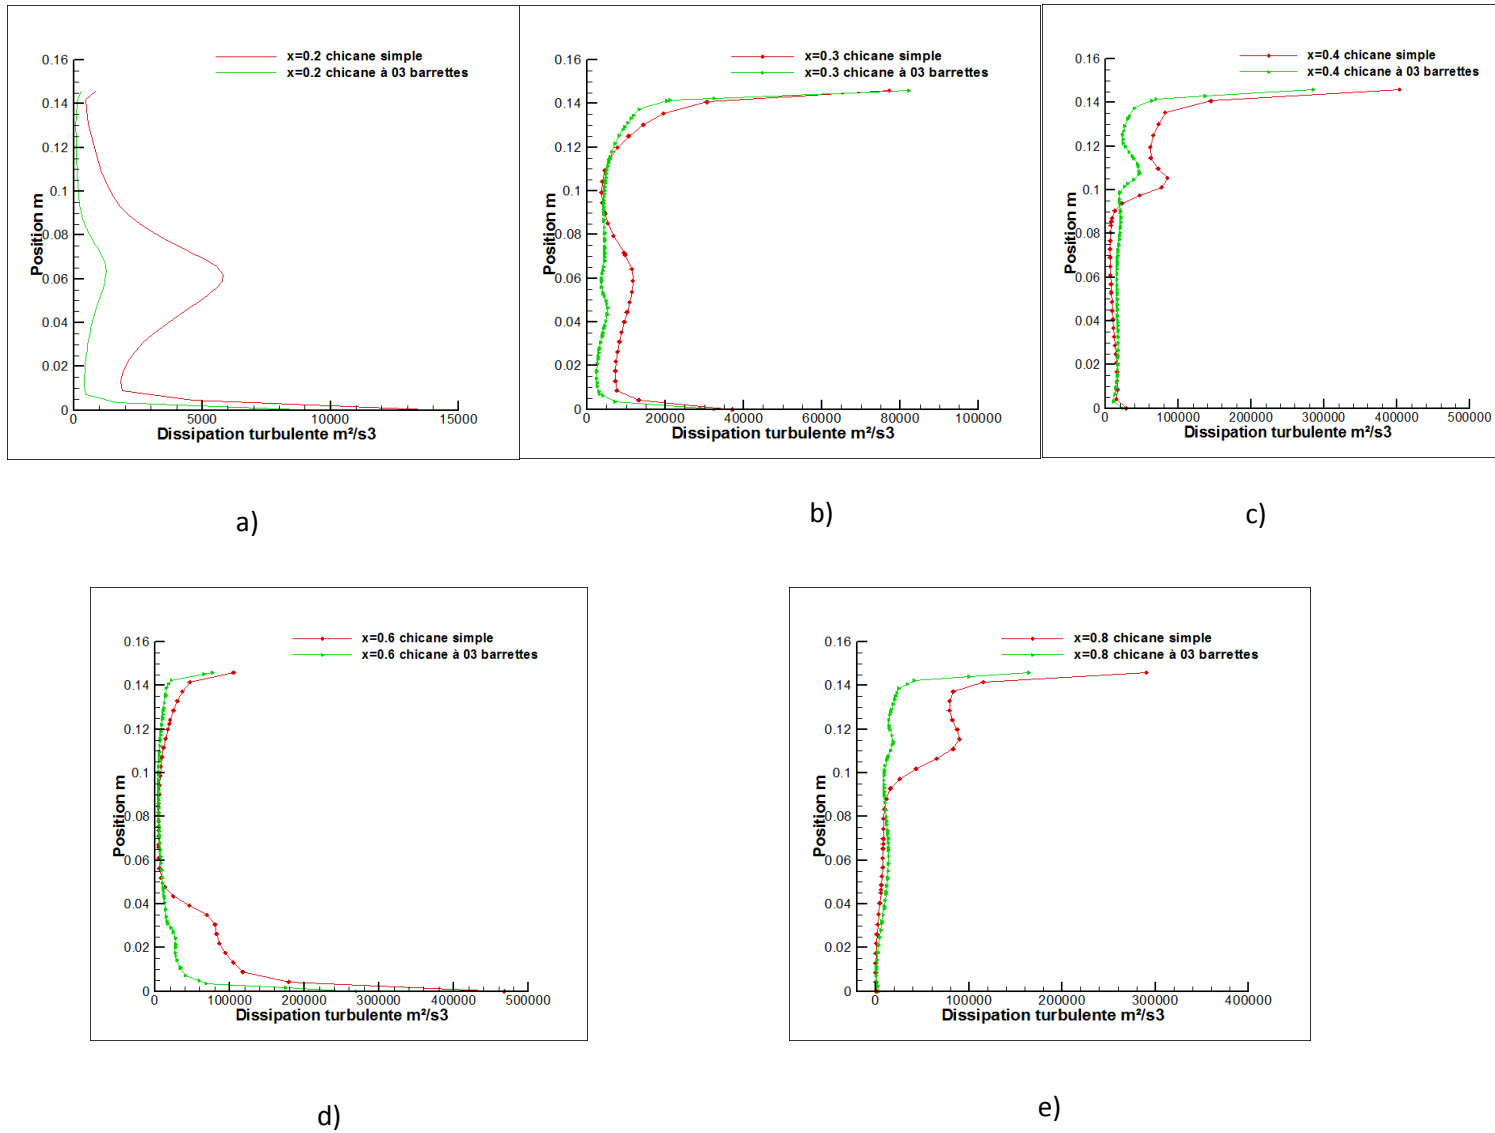 x=0.2 chicane simple
x=0.2 chicane à 03 barrettes
0.16
0.14
0.12
0.1
0.08
0.06
0.04
0.02
0
Position m
0 5000 10000 15000
Dissipation turbulente m²/s3
a)
x=0.3 chicane simple
x=0.3 chicane à 03 barrettes
0.16
0.14
0.12
0.1
0.08
0.06
0.04
0.02
0
Position m
0 20000 40000 60000 80000 100000
Dissipation turbulente m²/s3
b)
x=0.4 chicane simple
x=0.4 chicane à 03 barrettes
0.16
0.14
0.12
0.1
0.08
0.06
0.04
0.02
0
Position m
0 100000 200000 300000 400000 500000
Dissipation turbulente m²/s3
c)
x=0.6 chicane simple
x=0.6 chicane à 03 barrettes
0.16
0.14
0.12
0.1
0.08
0.06
0.04
0.02
0
Position m
0 100000 200000 300000 400000 500000
Dissipation turbulente m²/s3
d)
x=0.8 chicane simple
x=0.8 chicane à 03 barrettes
0.16
0.14
0.12
0.1
0.08
0.06
0.04
0.02
0
Position m
0 100000 200000 300000 400000
Dissipation turbulente m²/s3
e)